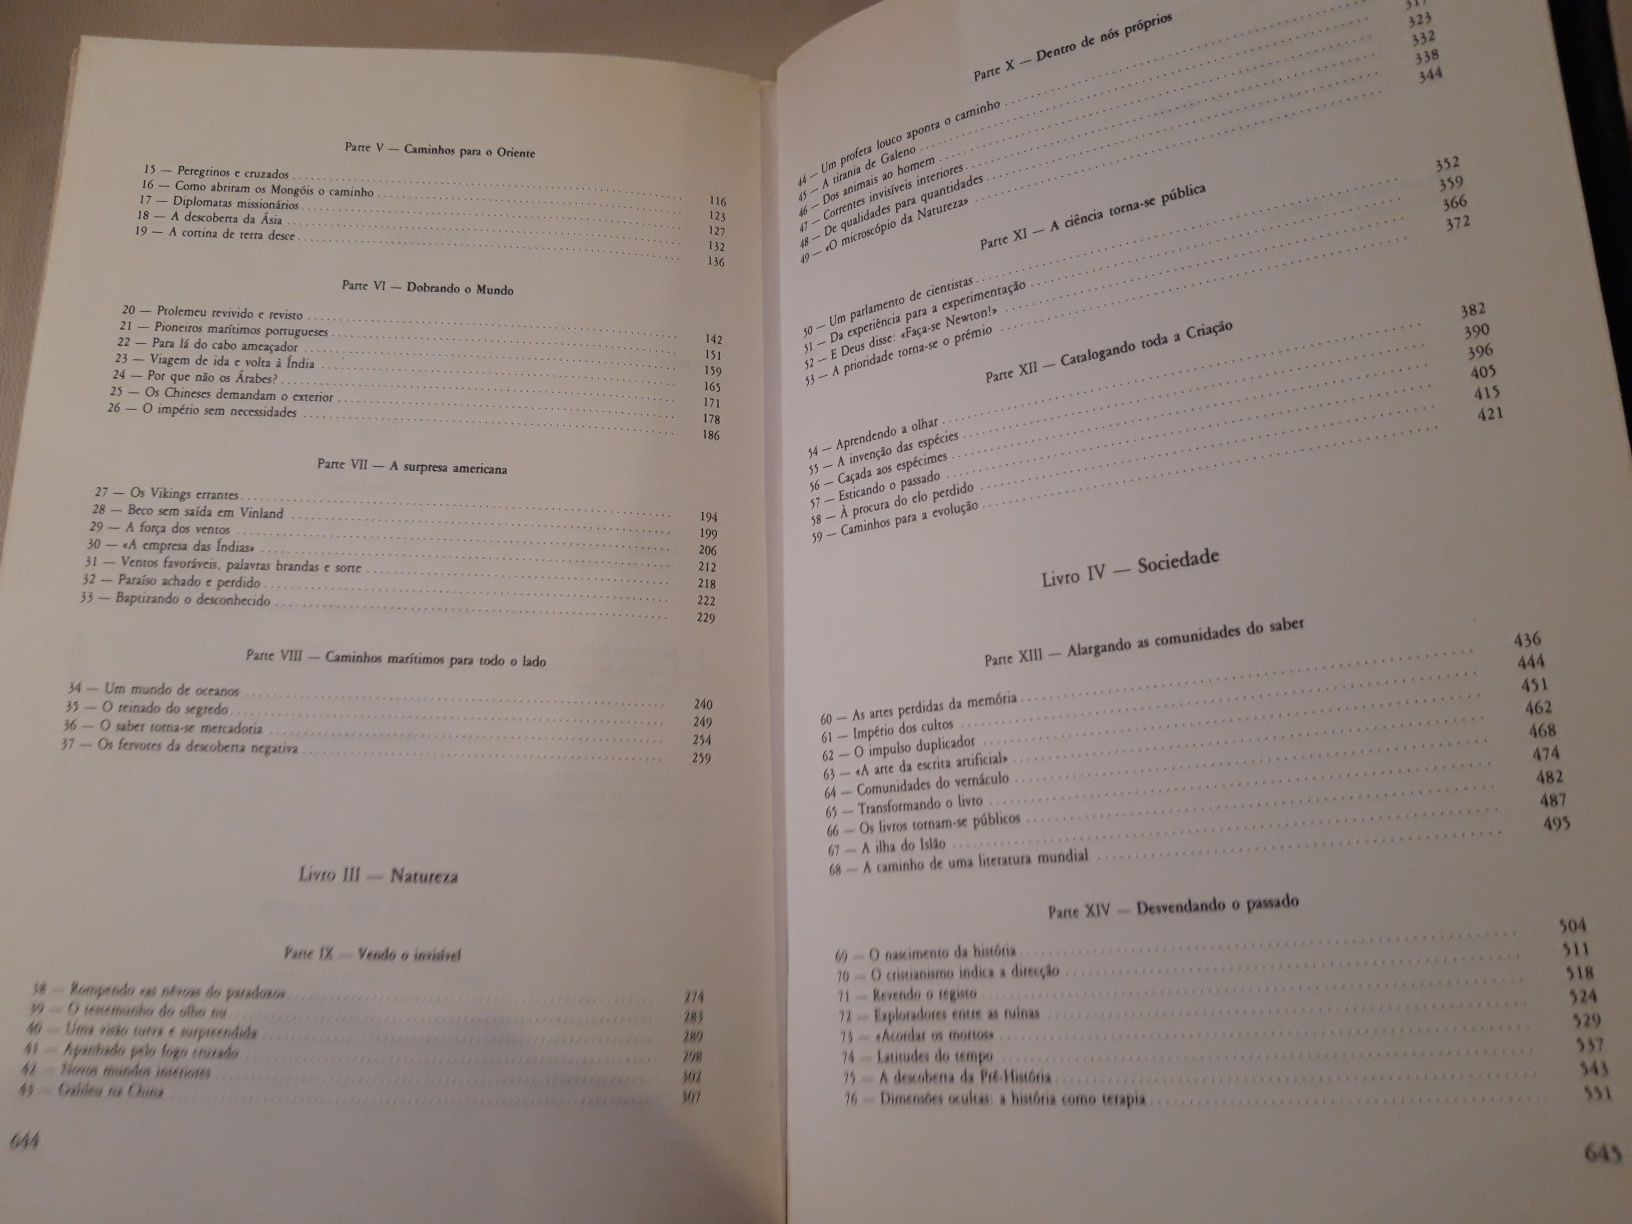 Parte V — Caminhos para o Oriente
15 — Peregrinos e cruzados 116
16 — Como abriram os Mongóis o caminho 123
17 — Diplomatas missionários 127
18 — A descoberta da Ásia 132
19 — A cortina de terra desce 136
Parte VI — Dobrando o Mundo
20 — Ptolemeu revivido e revisto 142
21 — Pioneiros marítimos portugueses 151
22 — Para lá do cabo ameaçador 159
23 — Viagem de ida e volta à Índia 165
24 — Por que não os Árabes? 171
25 — Os Chineses demandam o exterior 178
26 — O império sem necessidades 186
Parte VII — A surpresa americana
27 — Os Vikings errantes 194
28 — Beco sem saída em Vinland 199
29 — A força dos ventos 206
30 — «A empresa das Índias» 212
31 — Ventos favoráveis, palavras brandas e sorte 218
32 — Paraíso achado e perdido 222
33 — Baptizando o desconhecido 229
Parte VIII — Caminhos marítimos para todo o lado
34 — Um mundo de oceanos 240
35 — O reinado do segredo 249
36 — O saber torna-se mercadoria 254
37 — Os fervores da descoberta negativa 259
Livro III — Natureza
Parte IX — Vendo o invisível
38 — Rompendo «as névoas do paradoxo» 274
39 — O testemunho do olho nu 283
40 — Uma visão turva e surpreendida 289
41 — Apanhado pelo fogo cruzado 298
42 — Novos mundos interiores 302
43 — Galileu na China 307
644
Parte X — Dentro de nós próprios
44 — Um profeta louco aponta o caminho
45 — A tirania de Galeno 317
46 — Dos animais ao homem 323
47 — Correntes invisíveis interiores 332
48 — De qualidades para quantidades 338
49 — «O microscópio da Natureza» 344
Parte XI — A ciência torna-se pública
50 — Um parlamento de cientistas 352
51 — Da experiência para a experimentação 359
52 — E Deus disse: «Faça-se Newton!» 366
53 — A prioridade torna-se o prémio 372
Parte XII — Catalogando toda a Criação
54 — Aprendendo a olhar 382
55 — A invenção das espécies 390
56 — Caçada aos espécimes 396
57 — Esticando o passado 405
58 — À procura do elo perdido 415
59 — Caminhos para a evolução 421
Livro IV — Sociedade
Parte XIII — Alargando as comunidades do saber
60 — As artes perdidas da memória 436
61 — Império dos cultos 444
62 — O impulso duplicador 451
63 — «A arte da escrita artificial» 462
64 — Comunidades do vernáculo 468
65 — Transformando o livro 474
66 — Os livros tornam-se públicos 482
67 — A ilha do Islão 487
68 — A caminho de uma literatura mundial 495
Parte XIV — Desvendando o passado
69 — O nascimento da história 504
70 — O cristianismo indica a direcção 511
71 — Revendo o registo 518
72 — Exploradores entre as ruínas 524
73 — «Acordar os mortos» 529
74 — Latitudes do tempo 537
75 — A descoberta da Pré-História 543
76 — Dimensões ocultas: a história como terapia 551
645